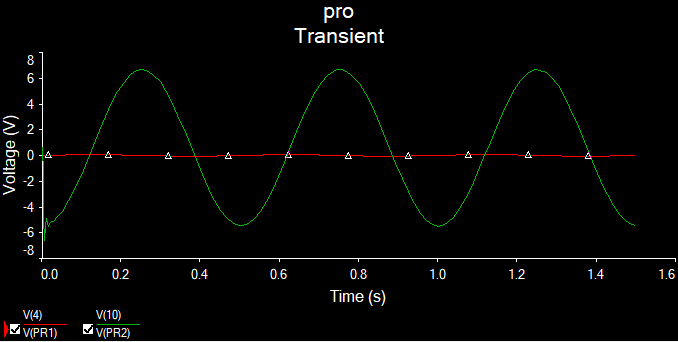 pro
Transient
Voltage (V)
8
6
4
2
0
-2
-4
-6
-8
0.0 0.2 0.4 0.6 0.8 1.0 1.2 1.4 1.6
Time (s)
V(4) V(10)
V(PR1) V(PR2)